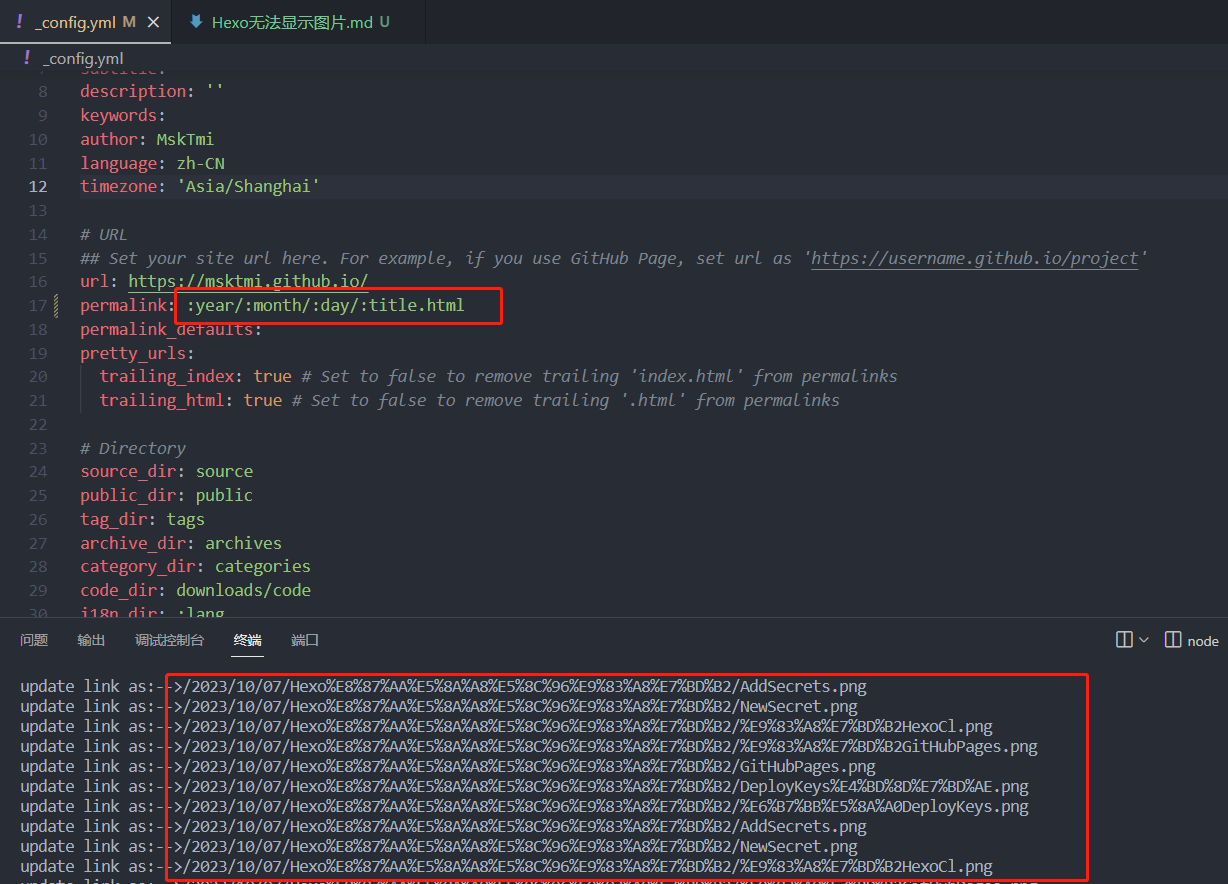 ! _config.yml M ×
Hexo无法显示图片.md U
! _config.yml
8 description: ''
9 keywords:
10 author: MskTmi
11 language: zh-CN
12 timezone: 'Asia/Shanghai'
13
14 # URL
15 ## Set your site url here. For example, if you use GitHub Page, set url as 'https://username.github.io/project'
16 url: https://msktmi.github.io/
17 permalink: :year/:month/:day/:title.html
18 permalink_defaults:
19 pretty_urls:
20 trailing_index: true # Set to false to remove trailing 'index.html' from permalinks
21 trailing_html: true # Set to false to remove trailing '.html' from permalinks
22
23 # Directory
24 source_dir: source
25 public_dir: public
26 tag_dir: tags
27 archive_dir: archives
28 category_dir: categories
29 code_dir: downloads/code
30 i18n_dir: :lang
问题 输出 调试控制台 终端 端口 node
update link as:-->/2023/10/07/Hexo%E8%87%AA%E5%8A%A8%E5%8C%96%E9%83%A8%E7%BD%B2/AddSecrets.png
update link as:-->/2023/10/07/Hexo%E8%87%AA%E5%8A%A8%E5%8C%96%E9%83%A8%E7%BD%B2/NewSecret.png
update link as:-->/2023/10/07/Hexo%E8%87%AA%E5%8A%A8%E5%8C%96%E9%83%A8%E7%BD%B2/%E9%83%A8%E7%BD%B2HexoCl.png
update link as:-->/2023/10/07/Hexo%E8%87%AA%E5%8A%A8%E5%8C%96%E9%83%A8%E7%BD%B2/%E9%83%A8%E7%BD%B2GitHubPages.png
update link as:-->/2023/10/07/Hexo%E8%87%AA%E5%8A%A8%E5%8C%96%E9%83%A8%E7%BD%B2/GitHubPages.png
update link as:-->/2023/10/07/Hexo%E8%87%AA%E5%8A%A8%E5%8C%96%E9%83%A8%E7%BD%B2/DeployKeys%E4%BD%8D%E7%BD%AE.png
update link as:-->/2023/10/07/Hexo%E8%87%AA%E5%8A%A8%E5%8C%96%E9%83%A8%E7%BD%B2/%E6%B7%BB%E5%8A%A0DeployKeys.png
update link as:-->/2023/10/07/Hexo%E8%87%AA%E5%8A%A8%E5%8C%96%E9%83%A8%E7%BD%B2/AddSecrets.png
update link as:-->/2023/10/07/Hexo%E8%87%AA%E5%8A%A8%E5%8C%96%E9%83%A8%E7%BD%B2/NewSecret.png
update link as:-->/2023/10/07/Hexo%E8%87%AA%E5%8A%A8%E5%8C%96%E9%83%A8%E7%BD%B2/%E9%83%A8%E7%BD%B2HexoCl.png